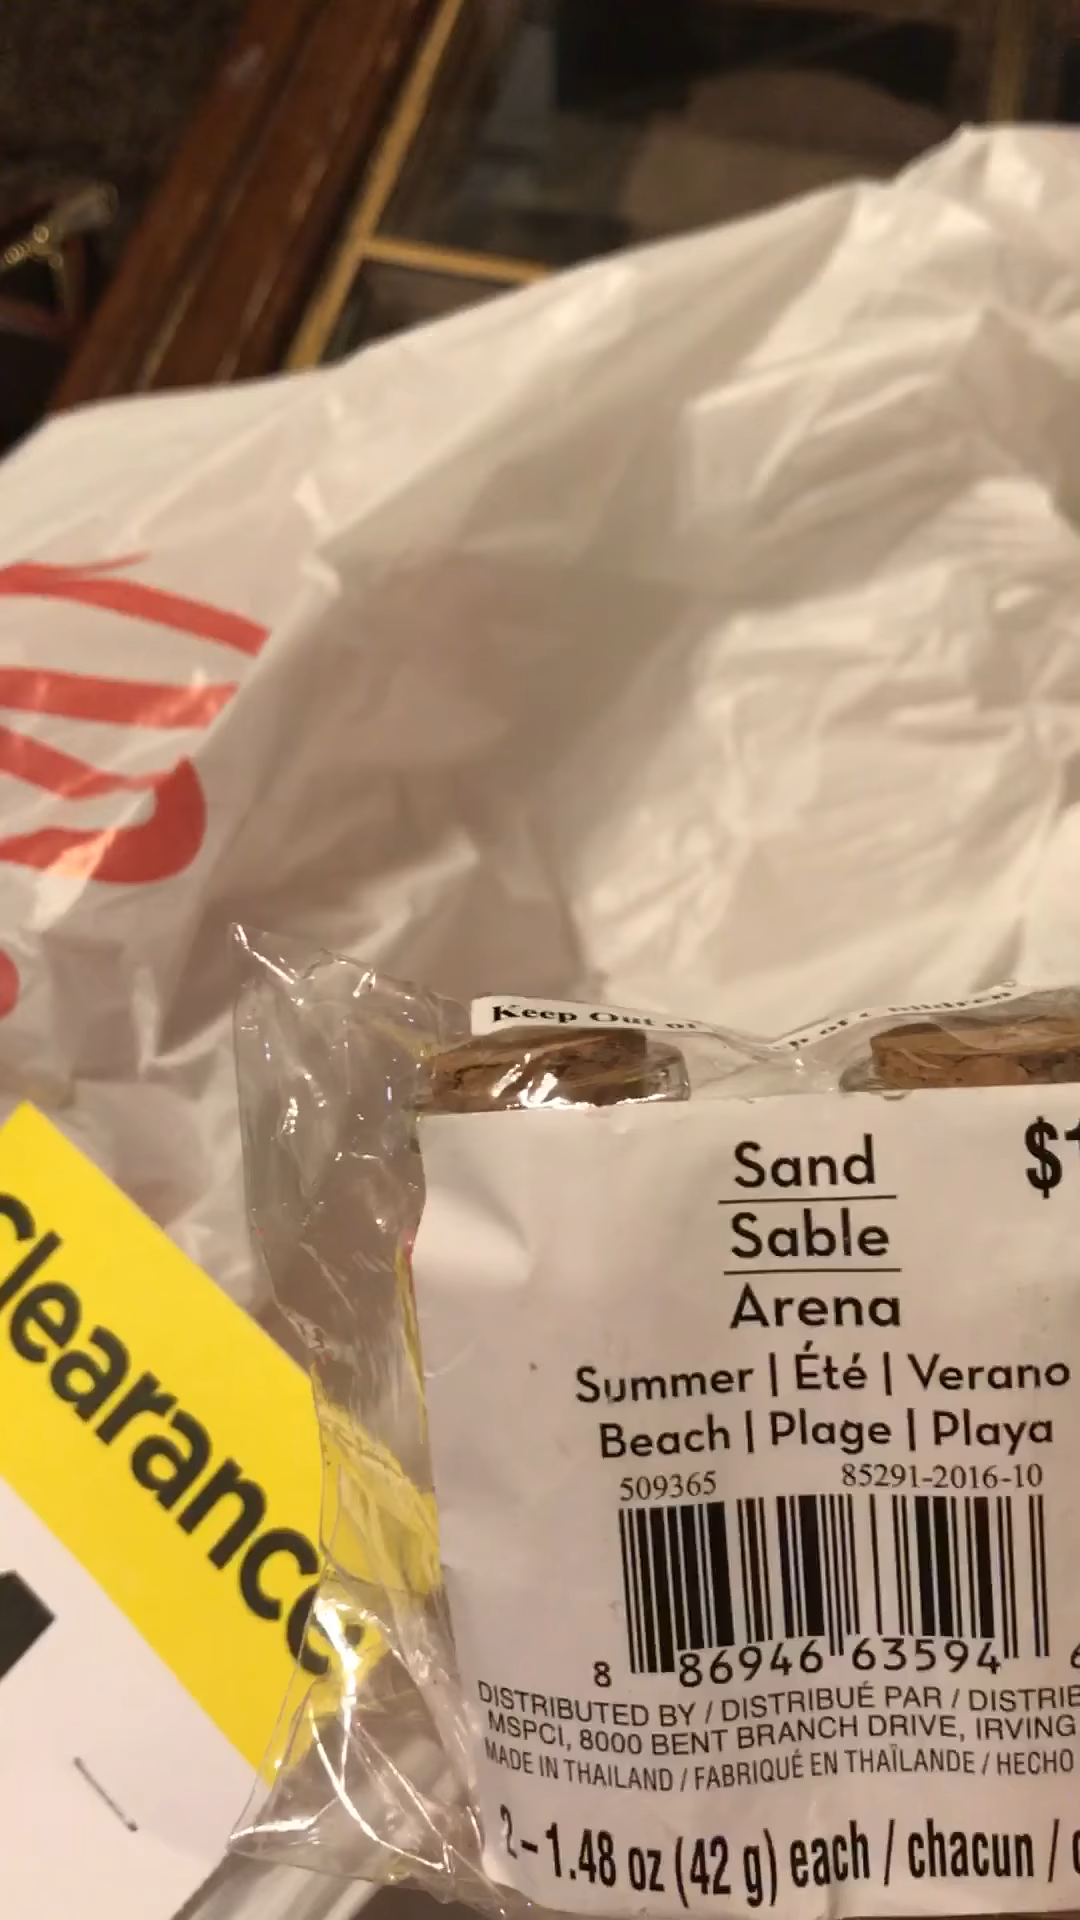 Keep Out of
Children
Sand
Sable
Arena
Summer | Été | Verano
Beach | Plage | Playa
509365 85291-2016-10
8 86946 63594
DISTRIBUTED BY / DISTRIBUÉ PAR /
MSPCI, 8000 BENT BRANCH DRIVE, IRVING
MADE IN THAILAND / FABRIQUÉ EN THAÏLANDE / HECHO
2-1.48 oz (42 g) each / chacun /
Clearance